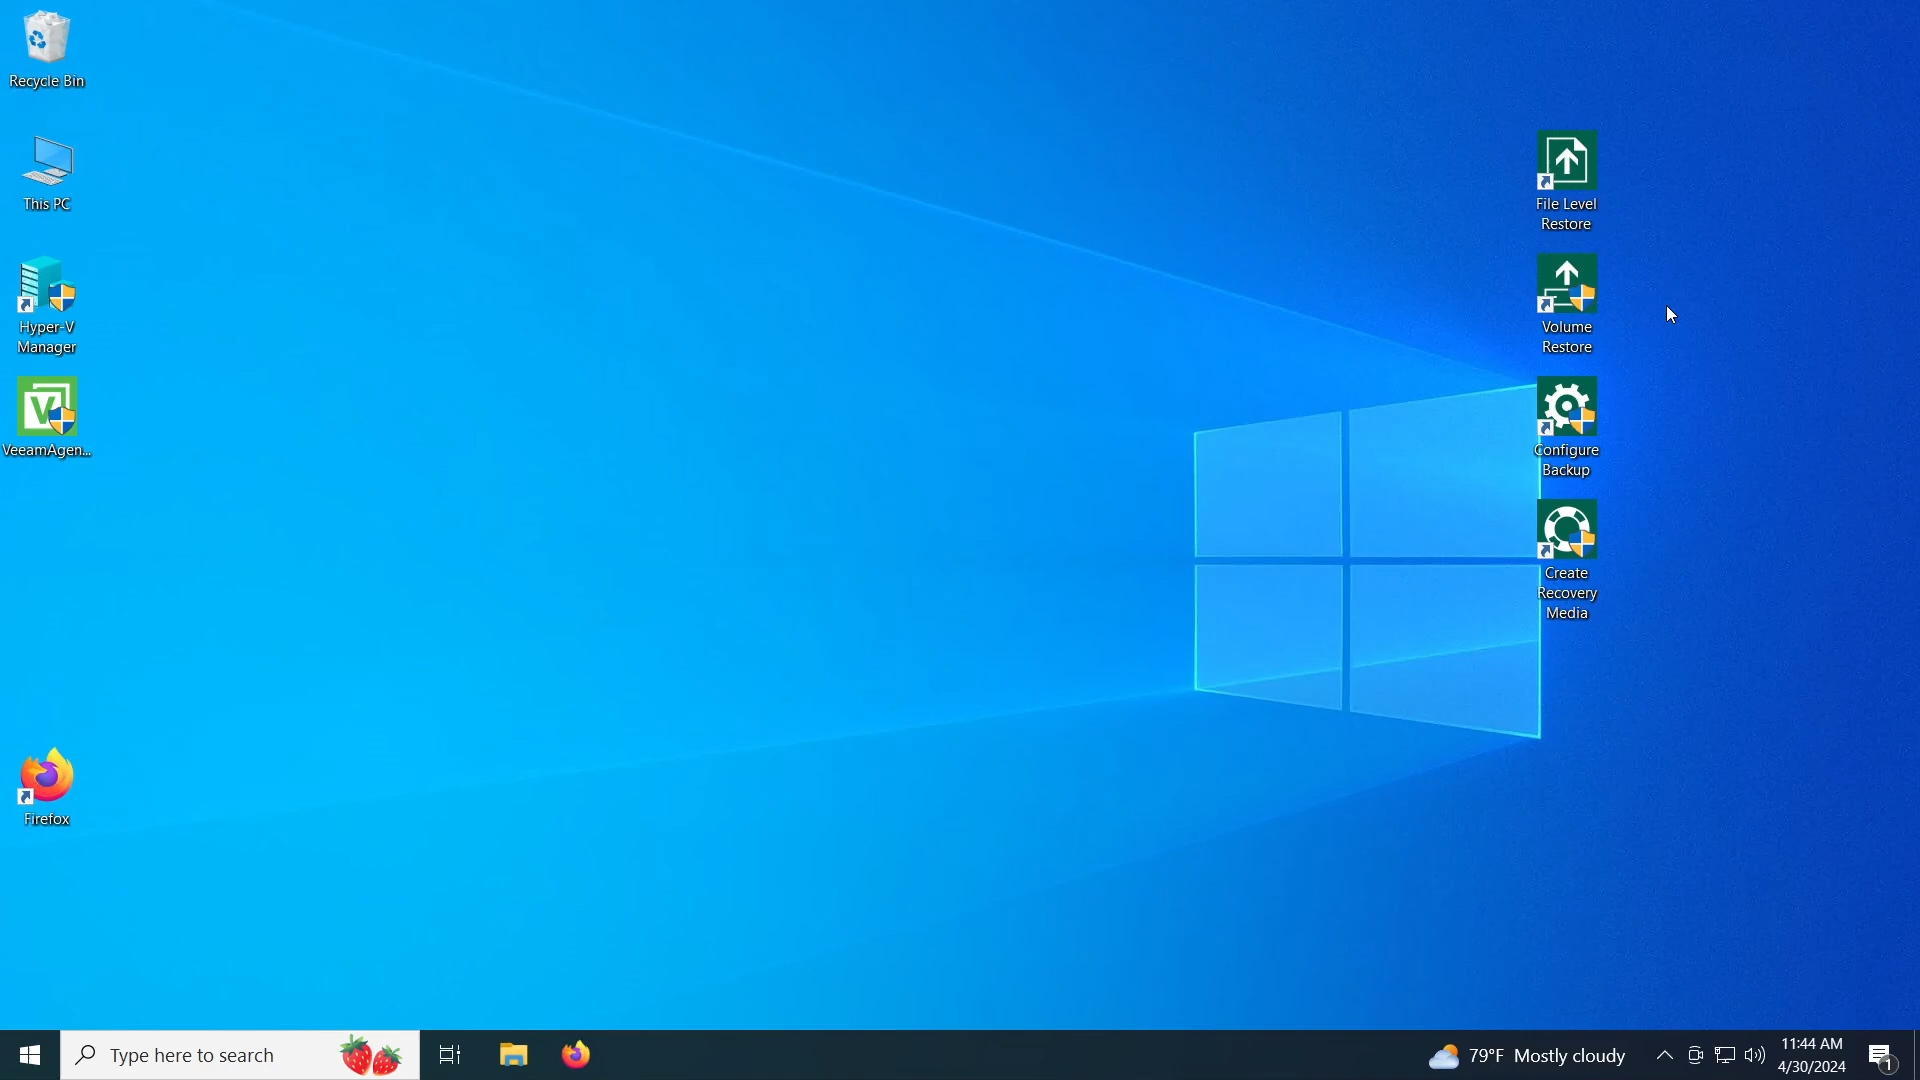 Recycle Bin
This PC
Hyper-V
Manager
VeeamAgen...
Firefox
File Level
Restore
Volume
Restore
Configure
Backup
Create
Recovery
Media
Type here to search
79°F Mostly cloudy
11:44 AM
4/30/2024
1